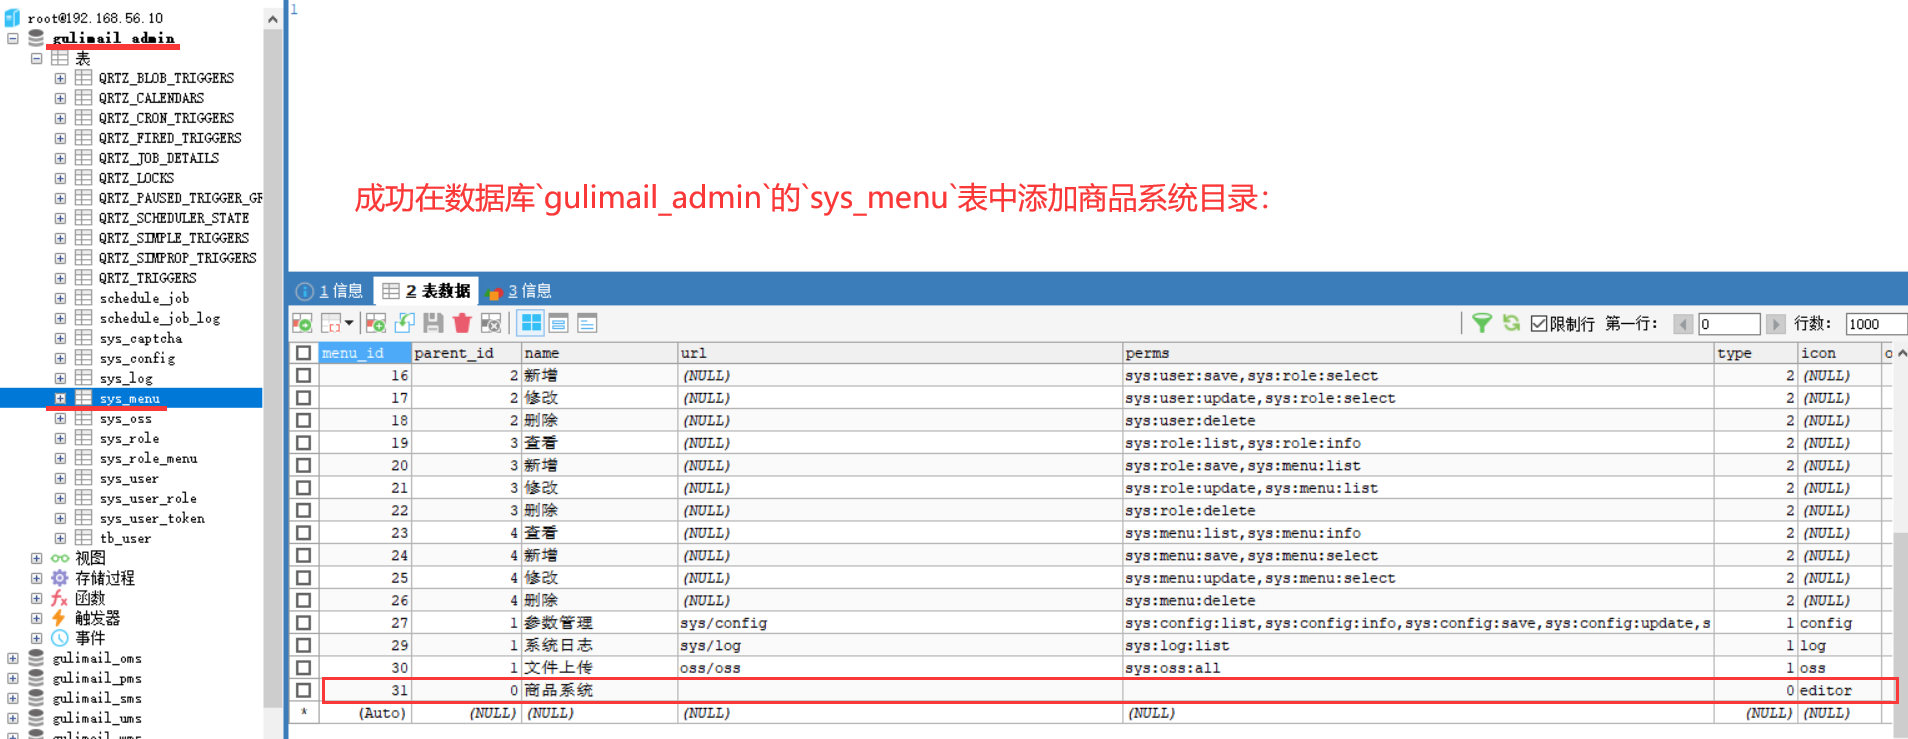 root@192.168.56.10
gulimail_admin
表
QRTZ_BLOB_TRIGGERS
QRTZ_CALENDARS
QRTZ_CRON_TRIGGERS
QRTZ_FIRED_TRIGGERS
QRTZ_JOB_DETAILS
QRTZ_LOCKS
QRTZ_PAUSED_TRIGGER_GR
QRTZ_SCHEDULER_STATE
QRTZ_SIMPLE_TRIGGERS
QRTZ_SIMPROP_TRIGGERS
QRTZ_TRIGGERS
schedule_job
schedule_job_log
sys_captcha
sys_config
sys_log
sys_menu
sys_oss
sys_role
sys_role_menu
sys_user
sys_user_role
sys_user_token
tb_user
视图
存储过程
函数
触发器
事件
gulimail_oms
gulimail_pms
gulimail_sms
gulimail_ums
gulimail_wms
1
成功在数据库`gulimail_admin`的`sys_menu`表中添加商品系统目录:
1 信息 2 表数据 3 信息
限制行 第一行: 0 行数: 1000
menu_id parent_id name url perms type icon o
16 2 新增 (NULL) sys:user:save,sys:role:select 2 (NULL)
17 2 修改 (NULL) sys:user:update,sys:role:select 2 (NULL)
18 2 删除 (NULL) sys:user:delete 2 (NULL)
19 3 查看 (NULL) sys:role:list,sys:role:info 2 (NULL)
20 3 新增 (NULL) sys:role:save,sys:menu:list 2 (NULL)
21 3 修改 (NULL) sys:role:update,sys:menu:list 2 (NULL)
22 3 删除 (NULL) sys:role:delete 2 (NULL)
23 4 查看 (NULL) sys:menu:list,sys:menu:info 2 (NULL)
24 4 新增 (NULL) sys:menu:save,sys:menu:select 2 (NULL)
25 4 修改 (NULL) sys:menu:update,sys:menu:select 2 (NULL)
26 4 删除 (NULL) sys:menu:delete 2 (NULL)
27 1 参数管理 sys/config sys:config:list,sys:config:info,sys:config:save,sys:config:update,s 1 config
29 1 系统日志 sys/log sys:log:list 1 log
30 1 文件上传 oss/oss sys:oss:all 1 oss
31 0 商品系统 0 editor
* (Auto) (NULL) (NULL) (NULL) (NULL) (NULL) (NULL)